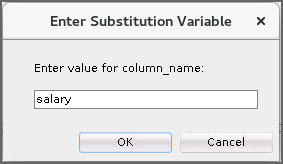 Enter Substitution Variable ×
Enter value for column_name:
salary
OK Cancel